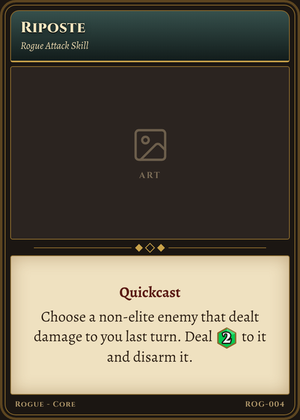 Riposte
Rogue Attack Skill
ART
Quickcast
Choose a non-elite enemy that dealt
damage to you last turn. Deal 2 to it
and disarm it.
Rogue - Core
ROG-004